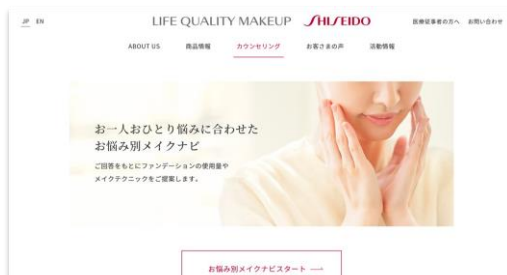 JP EN
LIFE QUALITY MAKEUP SHISEIDO
医療従事者の方へ お問い合わせ
ABOUT US 商品情報 カウンセリング お客さまの声 活動情報
お一人おひとり悩みに合わせた
お悩み別メイクナビ
ご回答をもとにファンデーションの使用量や
メイクテクニックをご提案します。
お悩み別メイクナビスタート